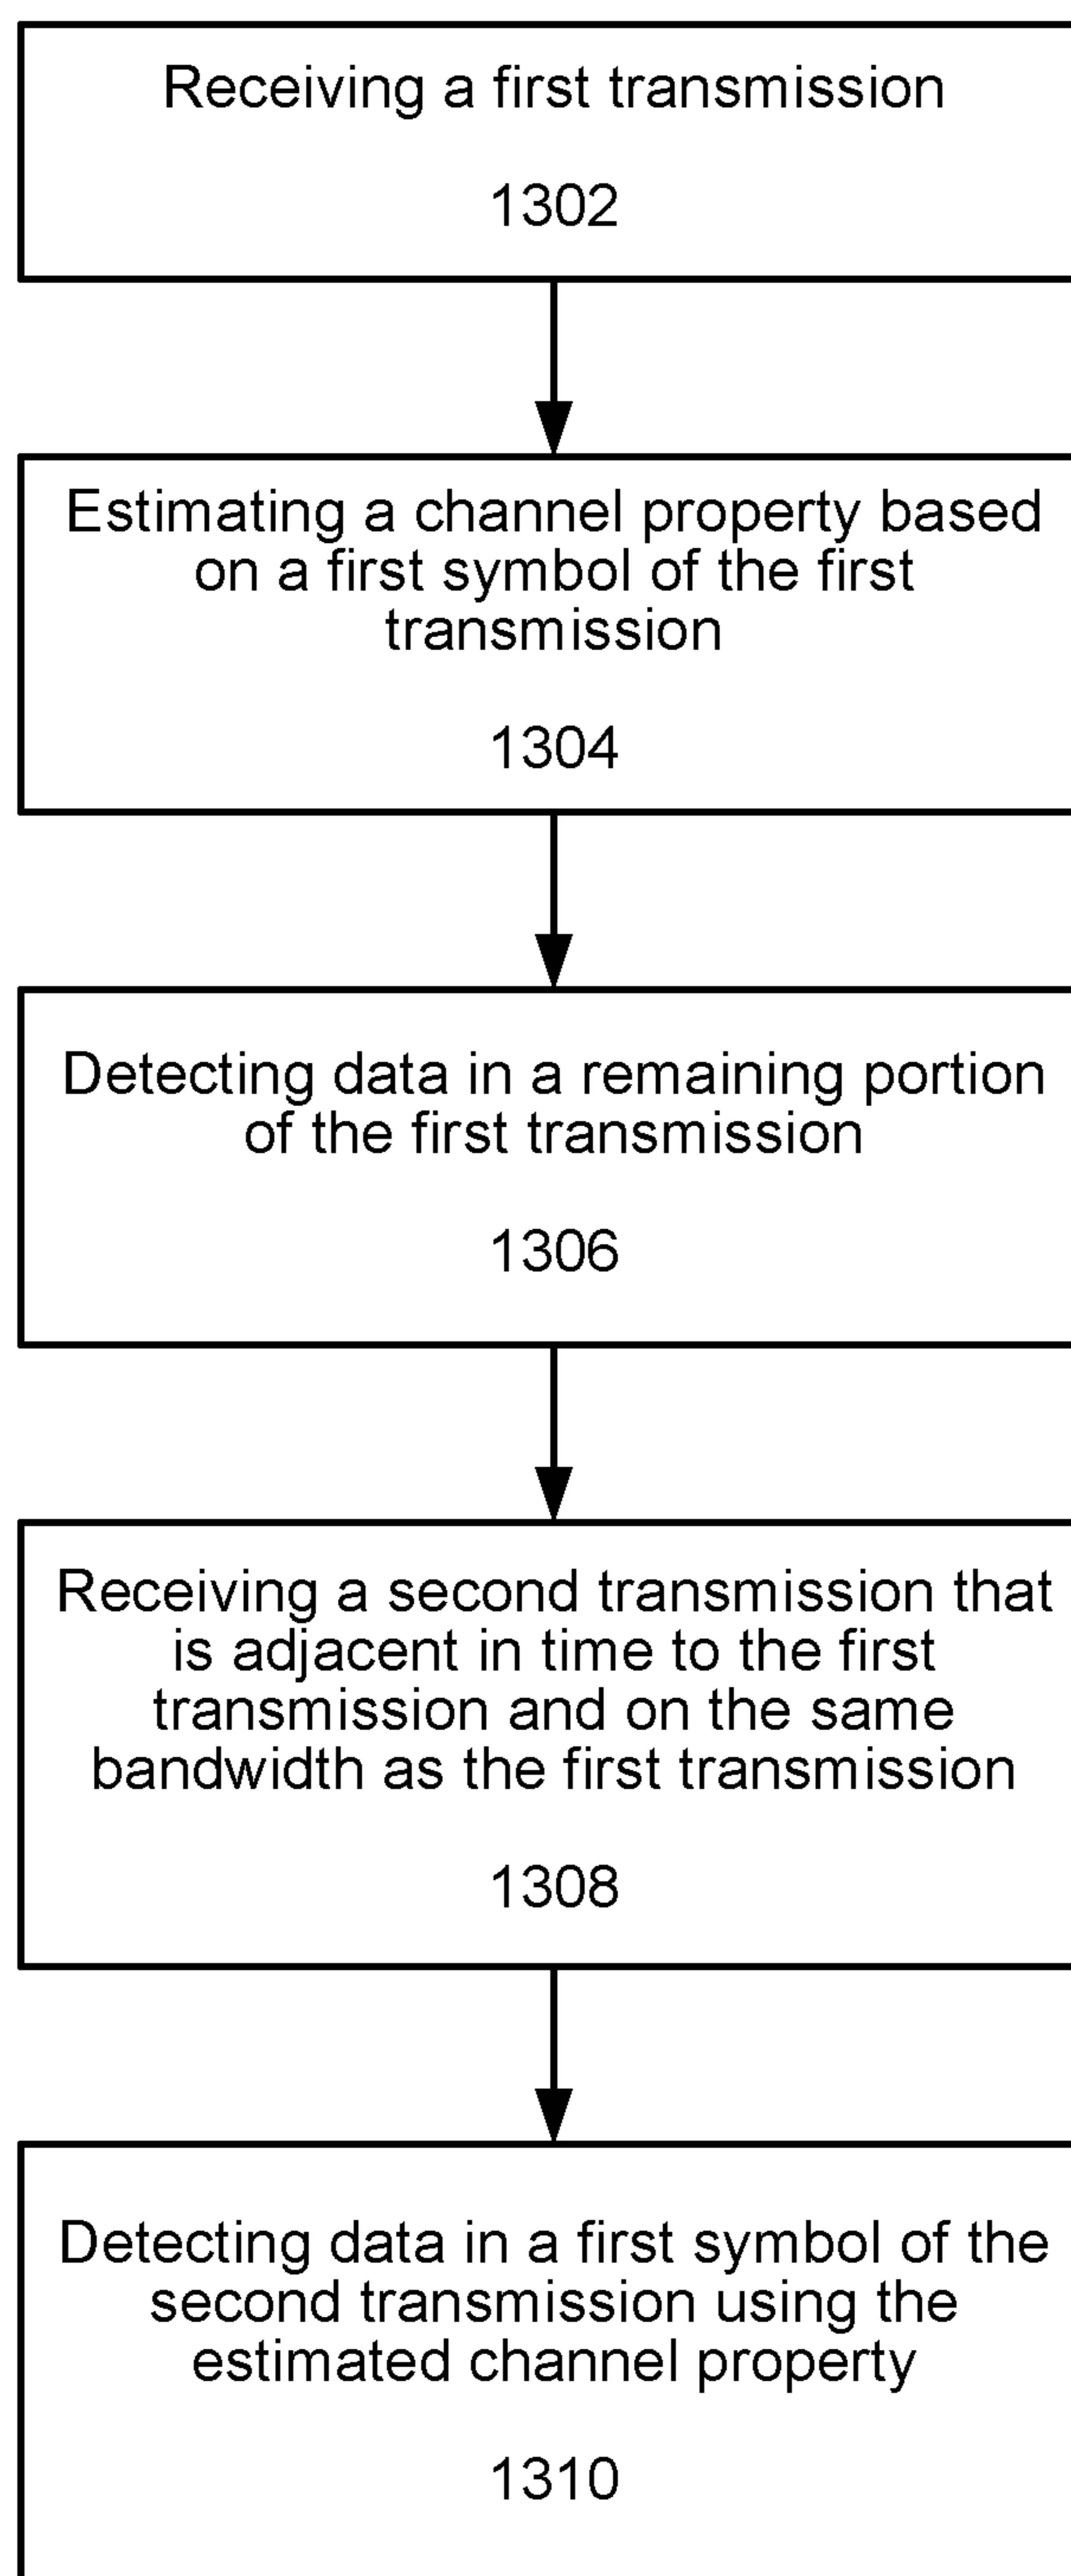 Receiving a first transmission
1302
Estimating a channel property based
on a first symbol of the first
transmission
1304
Detecting data in a remaining portion
of the first transmission
1306
Receiving a second transmission that
is adjacent in time to the first
transmission and on the same
bandwidth as the first transmission
1308
Detecting data in a first symbol of the
second transmission using the
estimated channel property
1310